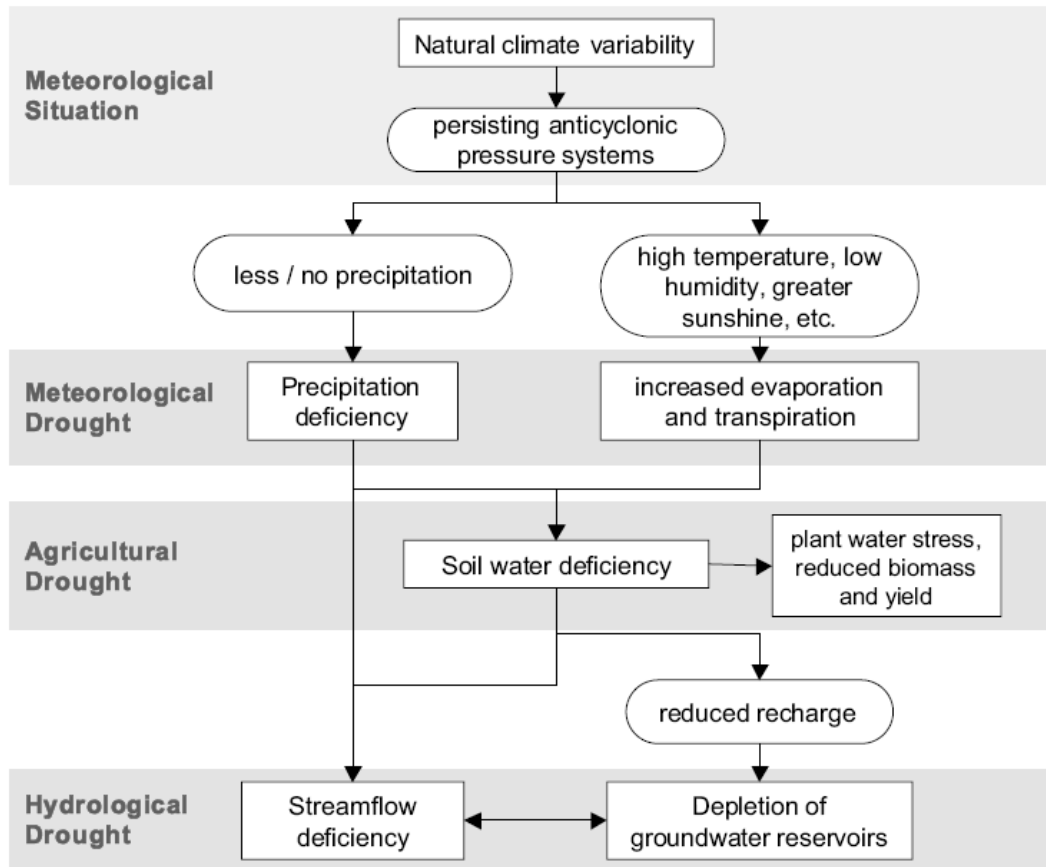 Natural climate variability
Meteorological
Situation
persisting anticyclonic
pressure systems
less / no precipitation
high temperature, low
humidity, greater
sunshine, etc.
Meteorological
Drought
Precipitation
deficiency
increased evaporation
and transpiration
Agricultural
Drought
Soil water deficiency
plant water stress,
reduced biomass
and yield
reduced recharge
Hydrological
Drought
Streamflow
deficiency
Depletion of
groundwater reservoirs